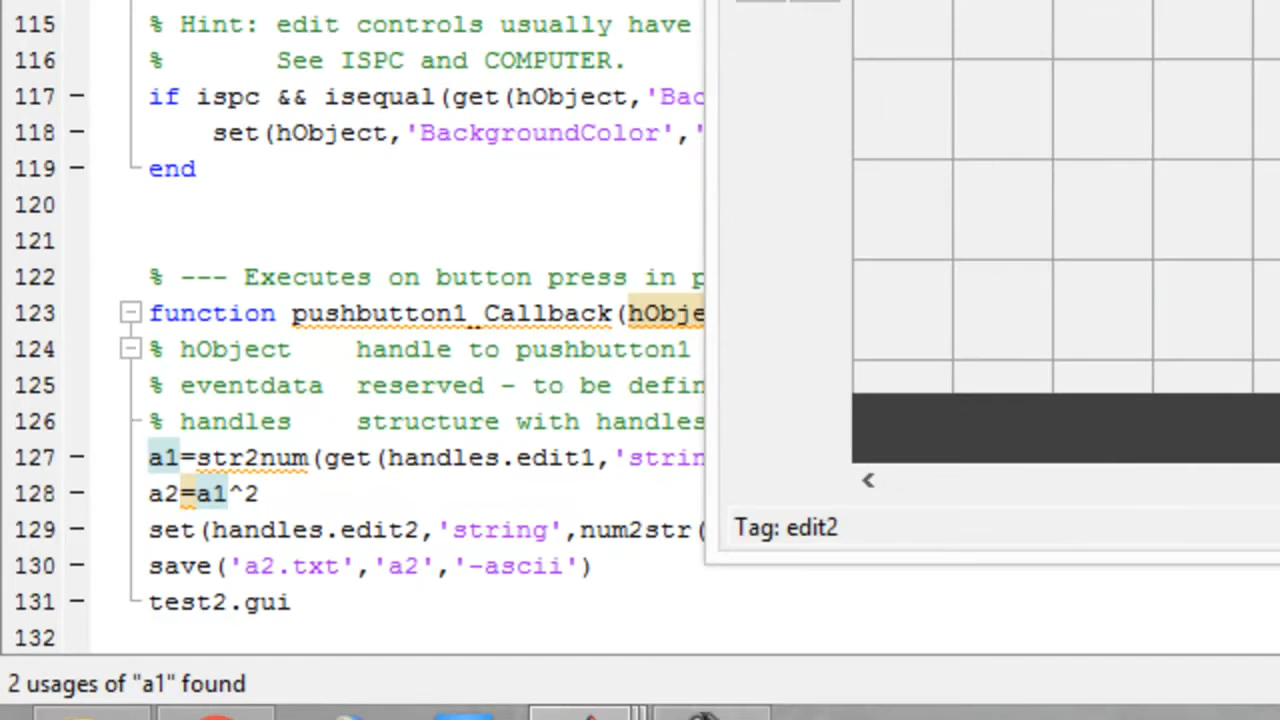 115 % Hint: edit controls usually have
116 % See ISPC and COMPUTER.
117 – if ispc && isequal(get(hObject,'Bac
118 – set(hObject,'BackgroundColor','
119 – end
120
121
122 % --- Executes on button press in p
123 function pushbutton1_Callback(hObje
124 % hObject handle to pushbutton1
125 % eventdata reserved - to be defin
126 % handles structure with handles
127 – a1=str2num(get(handles.edit1,'strin
128 – a2=a1^2
129 – set(handles.edit2,'string',num2str(
130 – save('a2.txt','a2','-ascii')
131 – test2.gui
132
Tag: edit2
2 usages of "a1" found